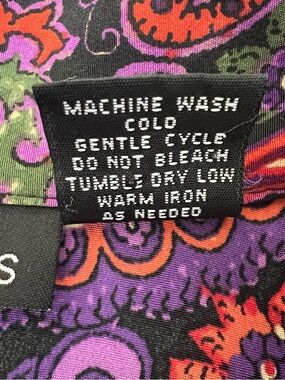 MACHINE WASH
COLD
GENTLE CYCLE
DO NOT BLEACH
TUMBLE DRY LOW
WARM IRON
AS NEEDED
S